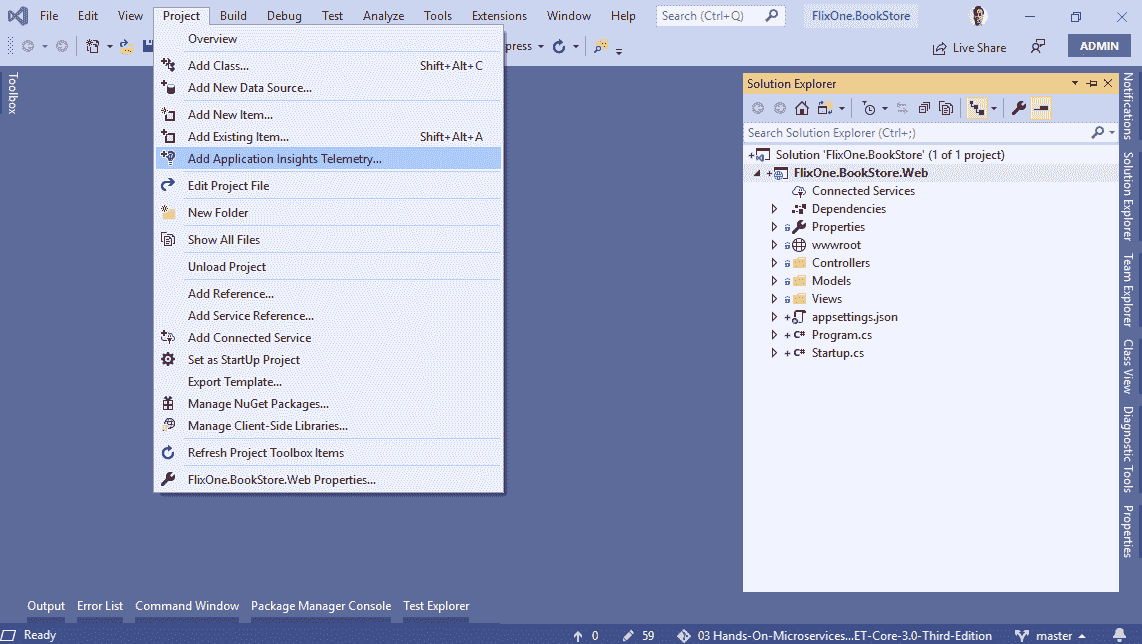 File Edit View Project Build Debug Test Analyze Tools Extensions Window Help Search (Ctrl+Q) FlixOne.BookStore
press Live Share ADMIN
Toolbox
Overview
Add Class... Shift+Alt+C
Add New Data Source...
Add New Item...
Add Existing Item... Shift+Alt+A
Add Application Insights Telemetry...
Edit Project File
New Folder
Show All Files
Unload Project
Add Reference...
Add Service Reference...
Add Connected Service
Set as StartUp Project
Export Template...
Manage NuGet Packages...
Manage Client-Side Libraries...
Refresh Project Toolbox Items
FlixOne.BookStore.Web Properties...
Solution Explorer
Search Solution Explorer (Ctrl+;)
Solution 'FlixOne.BookStore' (1 of 1 project)
FlixOne.BookStore.Web
Connected Services
Dependencies
Properties
wwwroot
Controllers
Models
Views
appsettings.json
C# Program.cs
C# Startup.cs
Notifications
Solution Explorer
Team Explorer
Class View
Diagnostic Tools
Properties
Output Error List Command Window Package Manager Console Test Explorer
Ready 0 59 03 Hands-On-Microservices...ET-Core-3.0-Third-Edition master